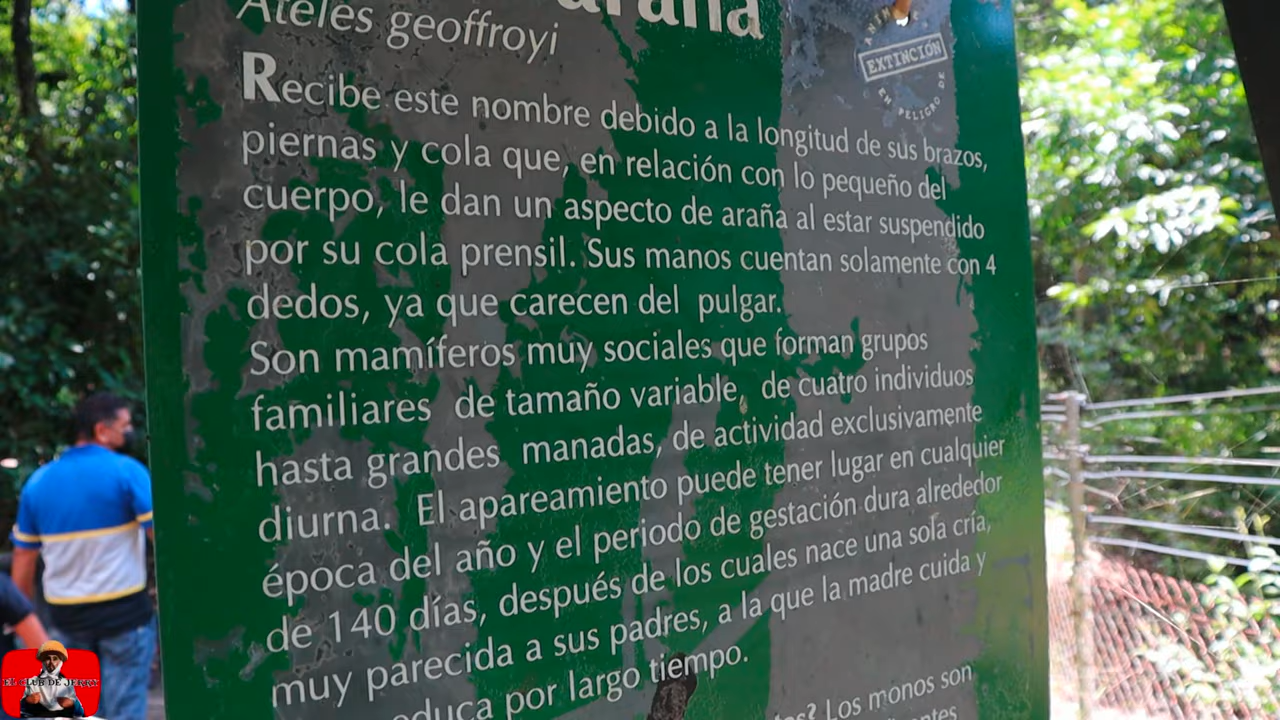 araña
Ateles geoffroyi
EXTINCIÓN
EN PELIGRO DE
Recibe este nombre debido a la longitud de sus brazos,
piernas y cola que, en relación con lo pequeño del
cuerpo, le dan un aspecto de araña al estar suspendido
por su cola prensil. Sus manos cuentan solamente con 4
dedos, ya que carecen del pulgar.
Son mamíferos muy sociales que forman grupos
familiares de tamaño variable, de cuatro individuos
hasta grandes manadas, de actividad exclusivamente
diurna. El apareamiento puede tener lugar en cualquier
época del año y el periodo de gestación dura alrededor
de 140 días, después de los cuales nace una sola cría,
muy parecida a sus padres, a la que la madre cuida y
educa por largo tiempo.
? Los monos son
EL CLUB DE JERRY